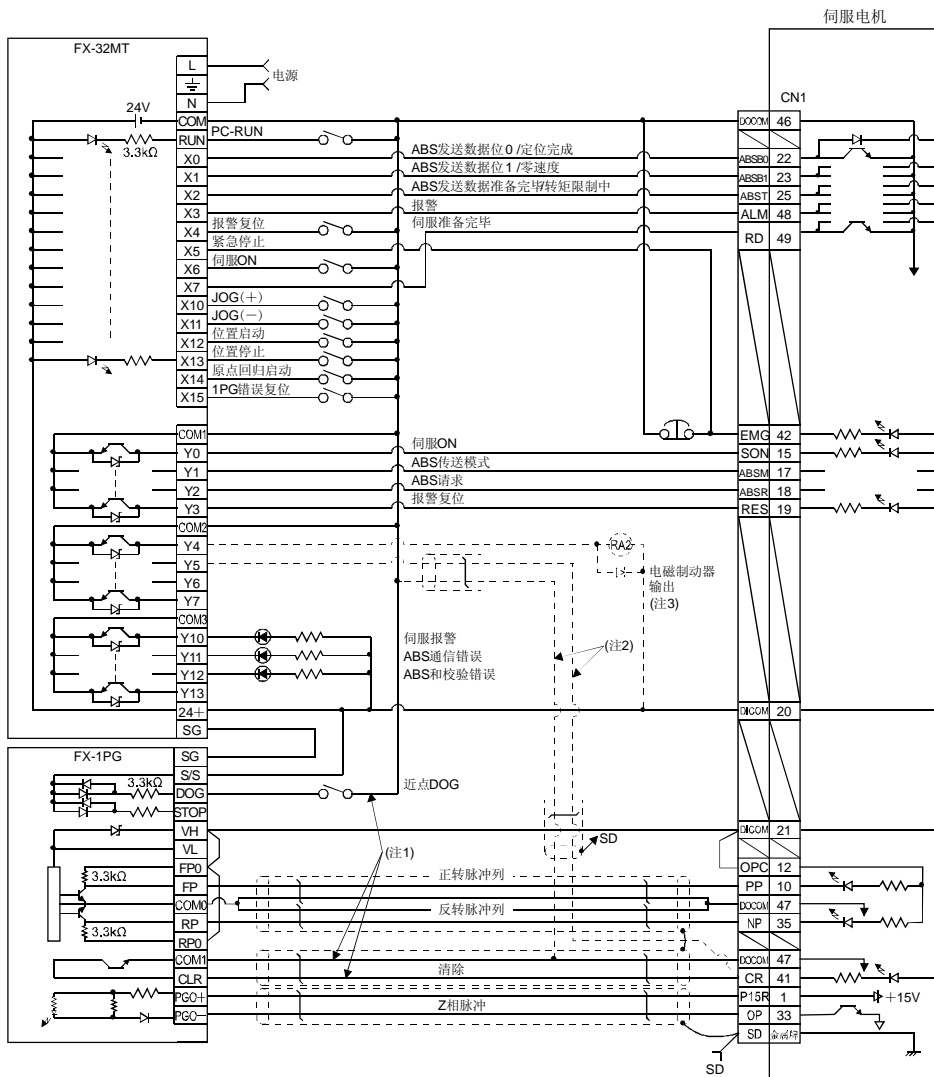 伺服电机
FX-32MT
L
电源
N
CN1
24V
COM
DOCOM 46
RUN PC-RUN
3.3kΩ
X0 ABS发送数据位0/定位完成 ABSB0 22
X1 ABS发送数据位1/零速度 ABSB1 23
X2 ABS发送数据准备完毕/转矩限制中 ABST 25
X3 报警 ALM 48
X4 报警复位 伺服准备完毕 RD 49
X5 紧急停止
X6 伺服ON
X7
X10 JOG(+)
X11 JOG(-)
X12 位置启动
X13 位置停止
X14 原点回归启动
X15 1PG错误复位
COM1 EMG 42
Y0 伺服ON SON 15
Y1 ABS传送模式 ABSM 17
Y2 ABS请求 ABSR 18
Y3 报警复位 RES 19
COM2
Y4 RA2
Y5 电磁制动器
Y6 输出
Y7 (注3)
COM3
Y10 伺服报警 (注2)
Y11 ABS通信错误
Y12 ABS和校验错误
Y13
24+ DICOM 20
SG
FX-1PG
SG
S/S
3.3kΩ
DOG 近点DOG
STOP
VH SD DICOM 21
VL (注1)
FP0 OPC 12
3.3kΩ
FP 正转脉冲列 PP 10
COM0 DOCOM 47
RP 反转脉冲列 NP 35
3.3kΩ
RP0
COM1 DOCOM 47
CLR 清除 CR 41
PGO+ P15R 1 +15V
PGO- Z相脉冲 OP 33
SD
SD